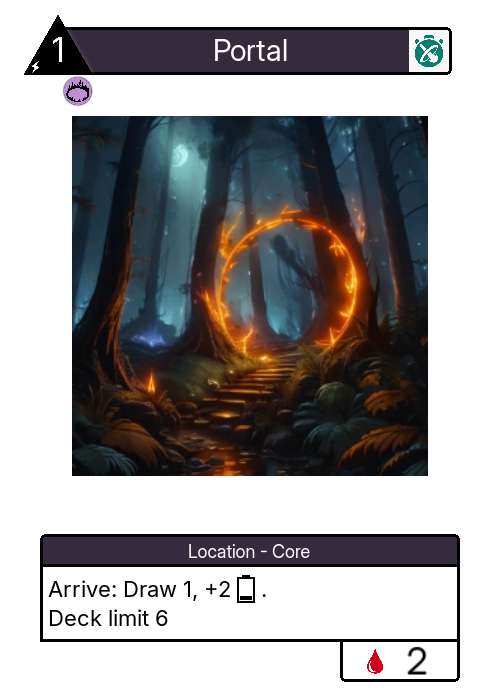 1
Portal
Location - Core
Arrive: Draw 1, +2 .
Deck limit 6
2